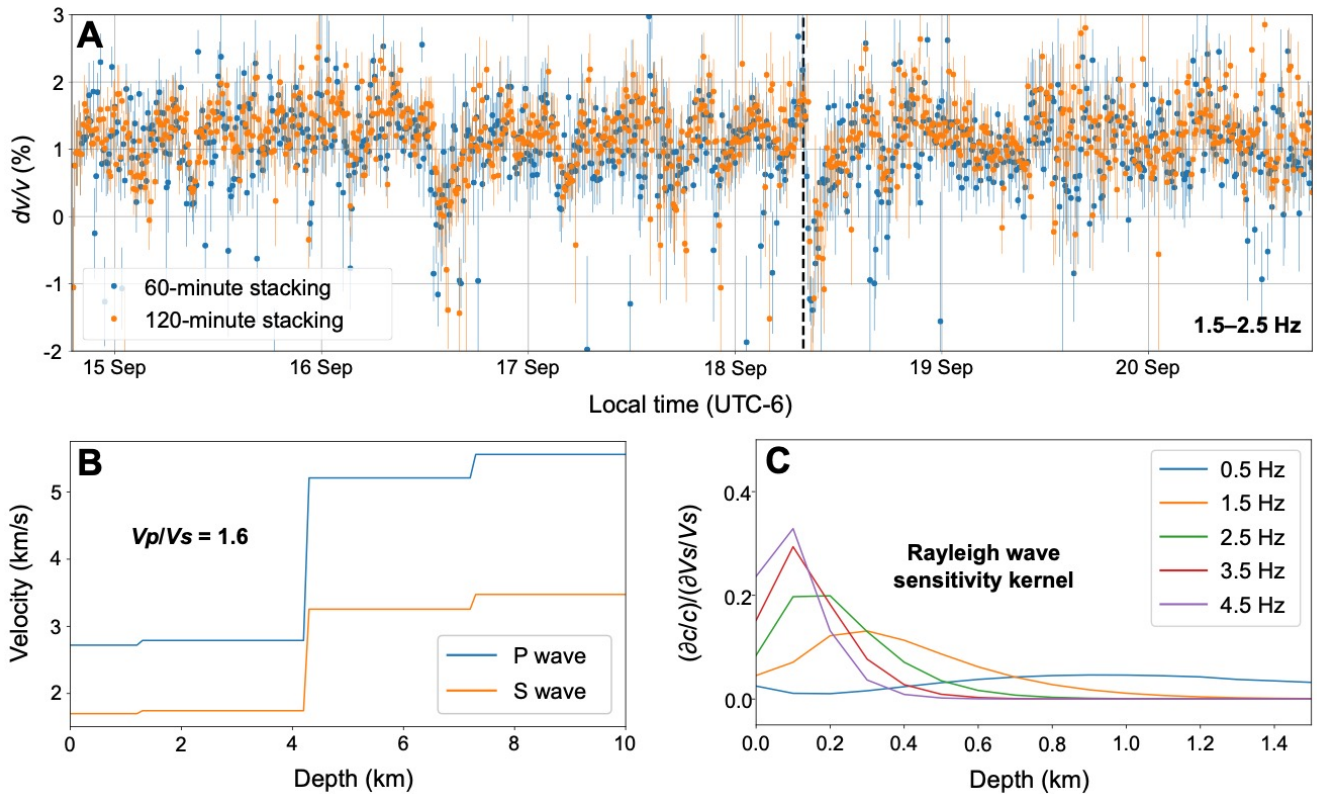 A
3
2
1
0
-1
-2
dv/v (%)
60-minute stacking
120-minute stacking
1.5–2.5 Hz
15 Sep
16 Sep
17 Sep
18 Sep
19 Sep
20 Sep
Local time (UTC-6)
B
5
4
3
2
Velocity (km/s)
Vp/Vs = 1.6
P wave
S wave
0
2
4
6
8
10
Depth (km)
C
0.4
0.2
0.0
(∂c/c)/(∂Vs/Vs)
Rayleigh wave
sensitivity kernel
0.5 Hz
1.5 Hz
2.5 Hz
3.5 Hz
4.5 Hz
0.0
0.2
0.4
0.6
0.8
1.0
1.2
1.4
Depth (km)